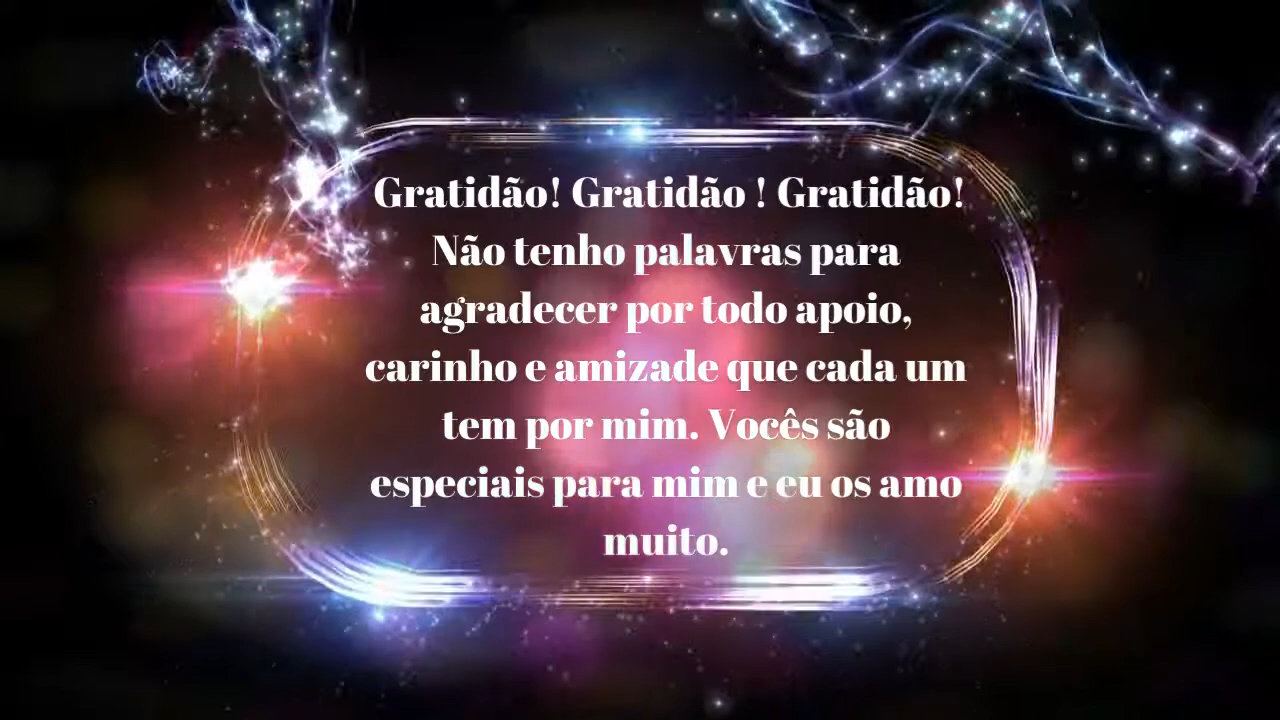 Gratidão! Gratidão ! Gratidão!
Não tenho palavras para
agradecer por todo apoio,
carinho e amizade que cada um
tem por mim. Vocês são
especiais para mim e eu os amo
muito.